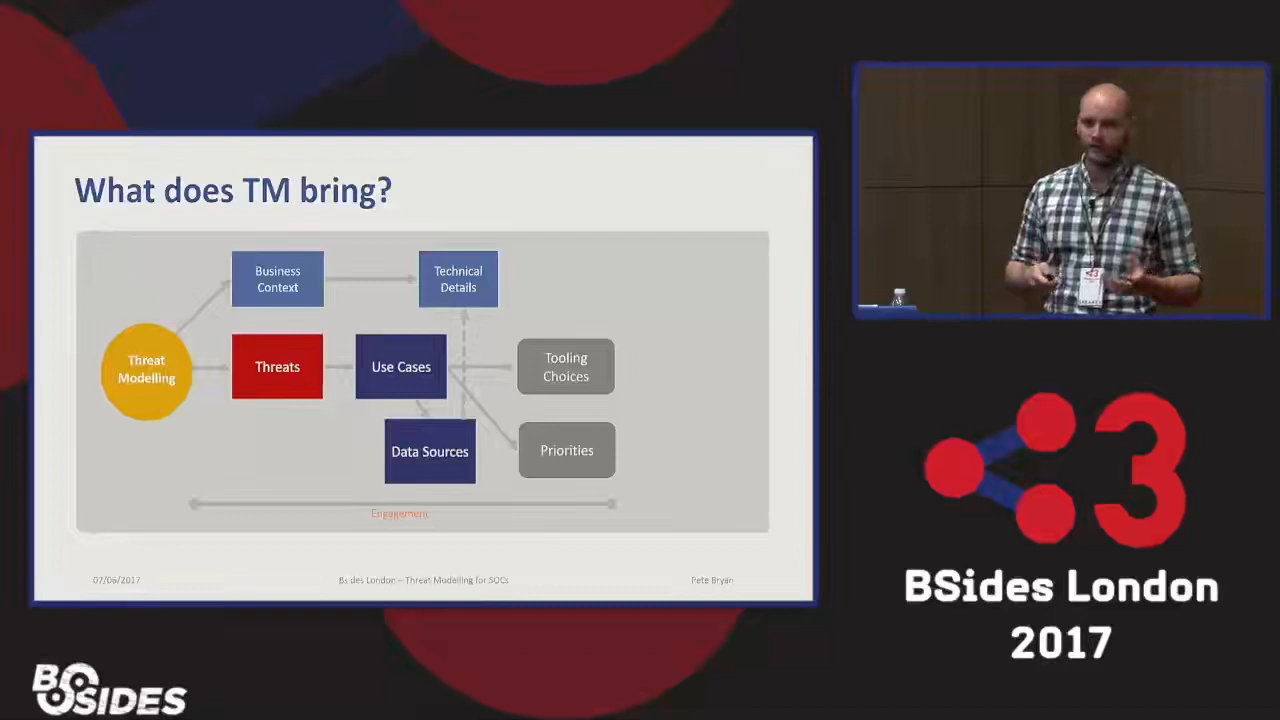 What does TM bring?
Business
Context
Technical
Details
Threat
Modelling
Threats
Use Cases
Tooling
Choices
Data Sources
Priorities
Engagement
07/06/2017
Bsides London – Threat Modelling for SOCs
Pete Bryan
SPEAKER
3
BSides London
2017
BSIDES